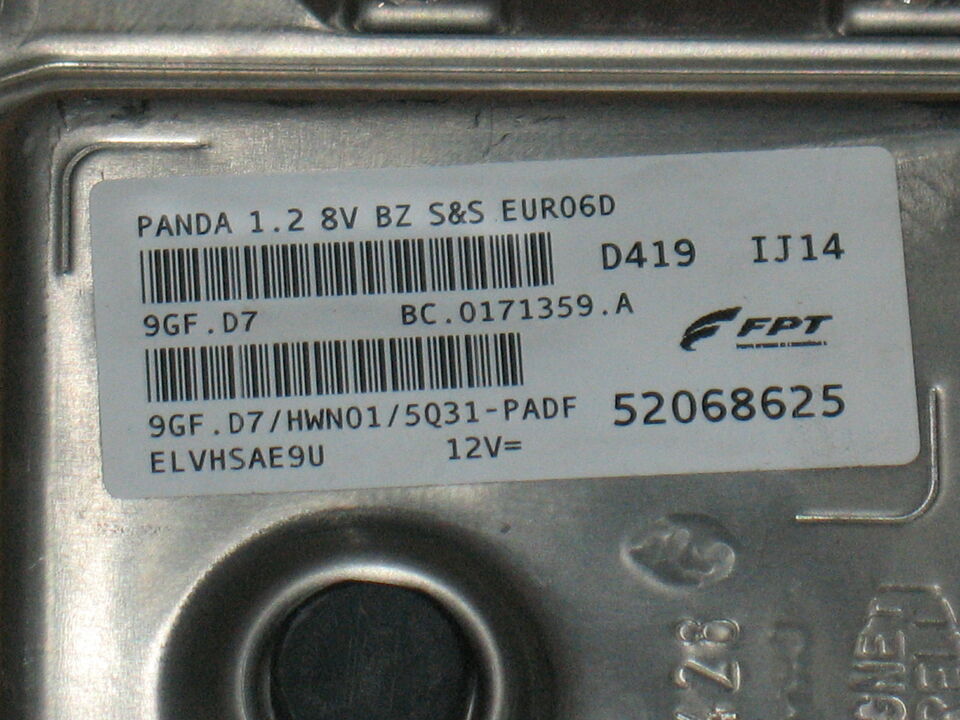 PANDA 1.2 8V BZ S&S EURO6D
D419 IJ14
9GF.D7 BC.0171359.A
FPT
9GF.D7/HWN01/5Q31-PADF 52068625
ELVHSAE9U 12V=
428